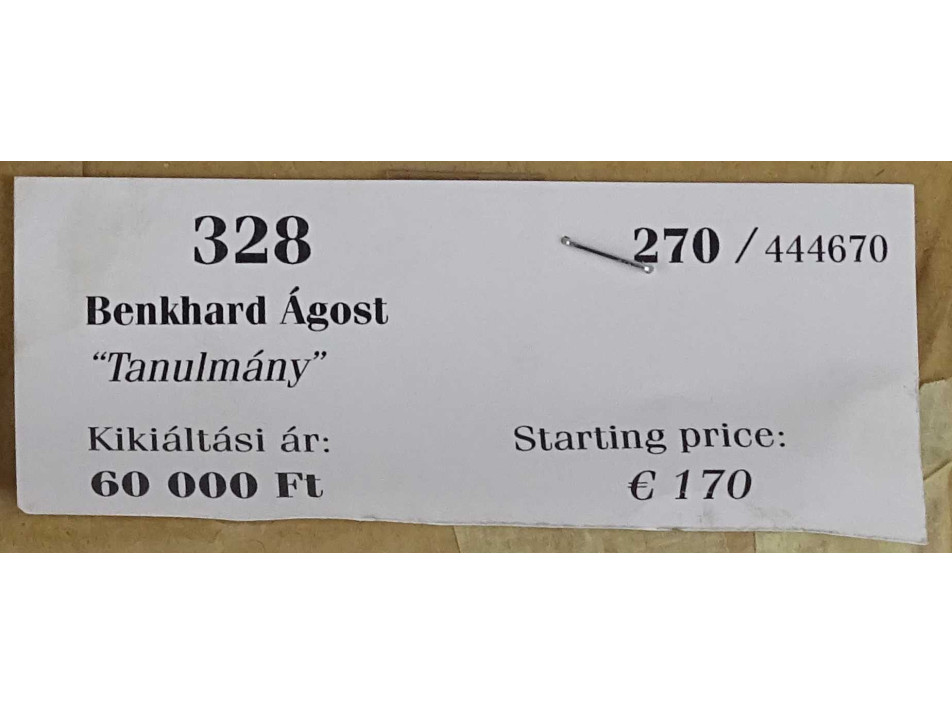 328 270 / 444670
Benkhard Ágost
“Tanulmány”
Kikiáltási ár: Starting price:
60 000 Ft € 170